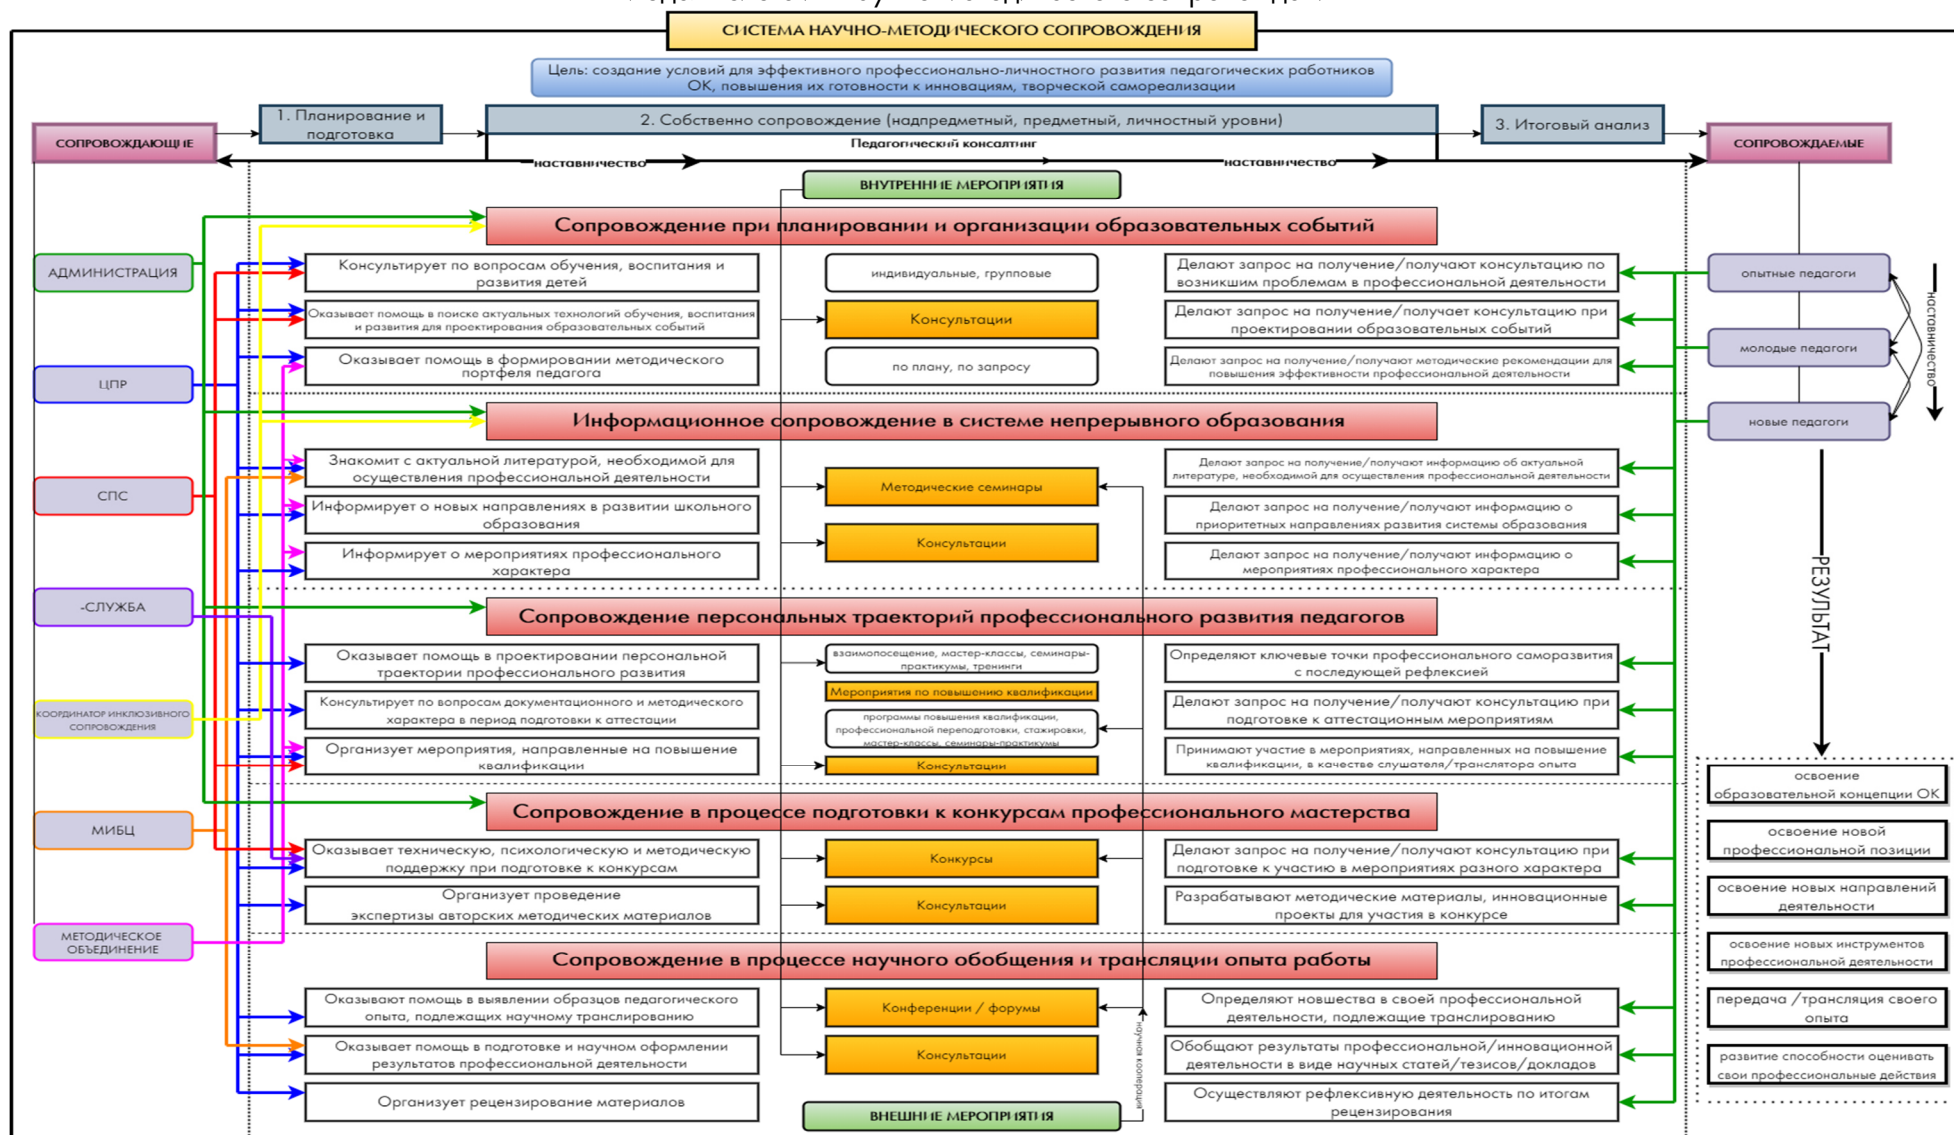 СИСТЕМА НАУЧНО-МЕТОДИЧЕСКОГО СОПРОВОЖДЕНИЯ
Цель: создание условий для эффективного профессионально-личностного развития педагогических работников
ОК, повышения их готовности к инновациям, творческой самореализации
СОПРОВОЖДАЮЩИЕ
1. Планирование и
подготовка
2. Собственно сопровождение (надпредметный, предметный, личностный уровни)
3. Итоговый анализ
СОПРОВОЖДАЕМЫЕ
наставничество
Педагогический консалтинг
наставничество
ВНУТРЕННИЕ МЕРОПРИЯТИЯ
Сопровождение при планировании и организации образовательных событий
АДМИНИСТРАЦИЯ
Консультирует по вопросам обучения, воспитания и
развития детей
индивидуальные, групповые
Делают запрос на получение/получают консультацию по
возникшим проблемам в профессиональной деятельности
опытные педагоги
Оказывает помощь в поиске актуальных технологий обучения, воспитания
и развития для проектирования образовательных событий
Консультации
Делают запрос на получение/получает консультацию при
проектировании образовательных событий
молодые педагоги
наставничество
ЦПР
Оказывает помощь в формировании методического
портфеля педагога
по плану, по запросу
Делают запрос на получение/получают методические рекомендации для
повышения эффективности профессиональной деятельности
новые педагоги
Информационное сопровождение в системе непрерывного образования
СПС
Знакомит с актуальной литературой, необходимой для
осуществления профессиональной деятельности
Методические семинары
Делают запрос на получение/получают информацию об актуальной
литературе, необходимой для осуществления профессиональной деятельности
Информирует о новых направлениях в развитии школьного
образования
Консультации
Делают запрос на получение/получают информацию о
приоритетных направлениях развития системы образования
Информирует о мероприятиях профессионального
характера
Делают запрос на получение/получают информацию о
мероприятиях профессионального характера
РЕЗУЛЬТАТ
-СЛУЖБА
Сопровождение персональных траекторий профессионального развития педагогов
Оказывает помощь в проектировании персональной
траектории профессионального развития
взаимопосещение, мастер-классы, семинары-
практикумы, тренинги
Определяют ключевые точки профессионального саморазвития
с последующей рефлексией
КООРДИНАТОР ИНКЛЮЗИВНОГО
СОПРОВОЖДЕНИЯ
Консультирует по вопросам документационного и методического
характера в период подготовки к аттестации
Мероприятия по повышению квалификации
программы повышения квалификации,
профессиональной переподготовки, стажировки,
мастер-классы, семинары-практикумы
Делают запрос на получение/получают консультацию при
подготовке к аттестационным мероприятиям
Организует мероприятия, направленные на повышение
квалификации
Консультации
Принимают участие в мероприятиях, направленных на повышение
квалификации, в качестве слушателя/транслятора опыта
освоение
образовательной концепции ОК
МИБЦ
Сопровождение в процессе подготовки к конкурсам профессионального мастерства
освоение новой
профессиональной позиции
Оказывает техническую, психологическую и методическую
поддержку при подготовке к конкурсам
Конкурсы
Делают запрос на получение/получают консультацию при
подготовке к участию в мероприятиях разного характера
освоение новых направлений
деятельности
Организует проведение
экспертизы авторских методических материалов
Консультации
Разрабатывают методические материалы, инновационные
проекты для участия в конкурсе
МЕТОДИЧЕСКОЕ
ОБЪЕДИНЕНИЕ
Сопровождение в процессе научного обобщения и трансляции опыта работы
освоение новых инструментов
профессиональной деятельности
Оказывают помощь в выявлении образцов педагогического
опыта, подлежащих научному транслированию
Конференции / форумы
Определяют новшества в своей профессиональной
деятельности, подлежащие транслированию
передача /трансляция своего
опыта
Оказывает помощь в подготовке и научном оформлении
результатов профессиональной деятельности
Консультации
научная кооперация
Обобщают результаты профессиональной/инновационной
деятельности в виде научных статей/тезисов/докладов
развитие способности оценивать
свои профессиональные действия
Организует рецензирование материалов
ВНЕШНИЕ МЕРОПРИЯТИЯ
Осуществляют рефлексивную деятельность по итогам
рецензирования